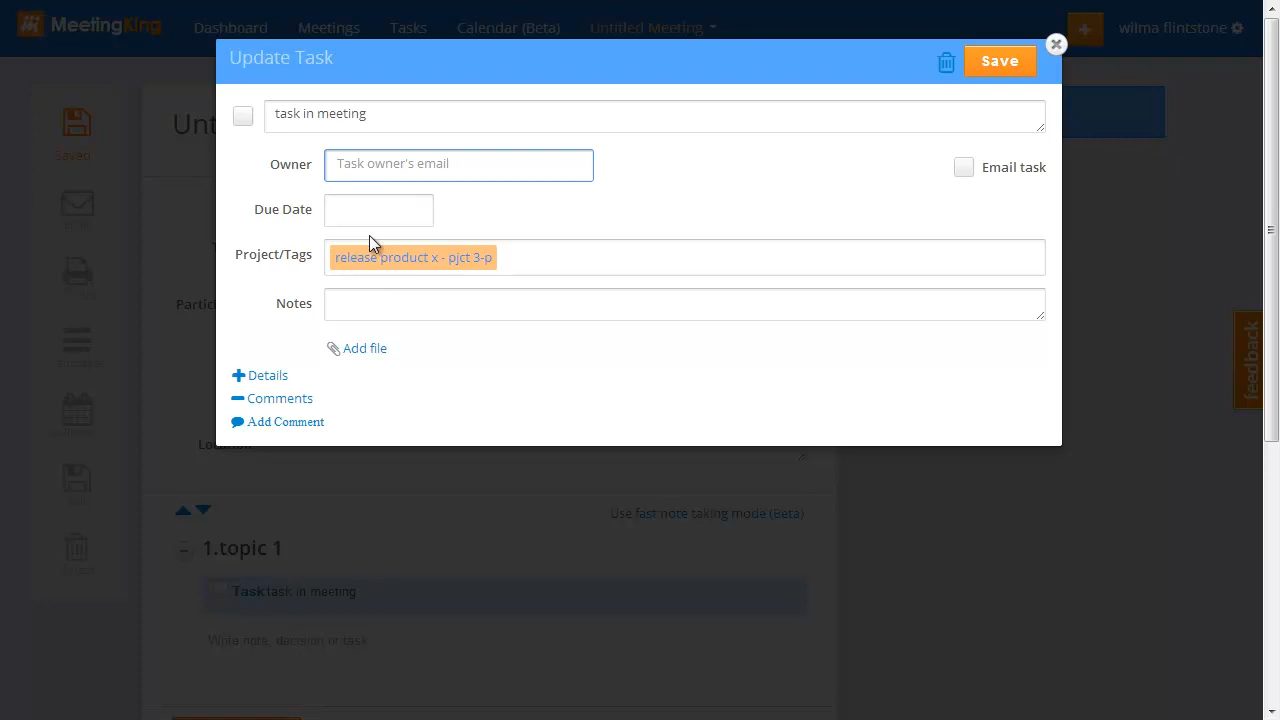 MeetingKing Dashboard Meetings Tasks Calendar (Beta) Untitled Meeting wilma flintstone
Update Task Save
task in meeting
Owner Task owner's email Email task
Due Date
Project/Tags release product x - pjct 3-p
Notes
Add file
Details
Comments
Add Comment
Saved
feedback
Use fast note taking mode (Beta)
1.topic 1
Task task in meeting
Write note, decision or task